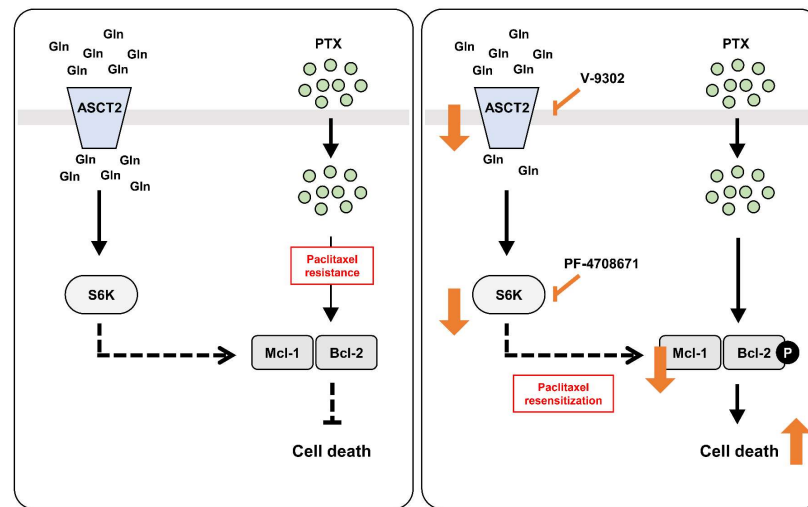 Gln
Gln
Gln
Gln
Gln
Gln
ASCT2
Gln
Gln
Gln
Gln
Gln
S6K
PTX
Paclitaxel
resistance
Mcl-1
Bcl-2
Cell death
Gln
Gln
Gln
Gln
Gln
Gln
ASCT2
V-9302
Gln
Gln
PF-4708671
S6K
Paclitaxel
resensitization
PTX
Mcl-1
Bcl-2
P
Cell death